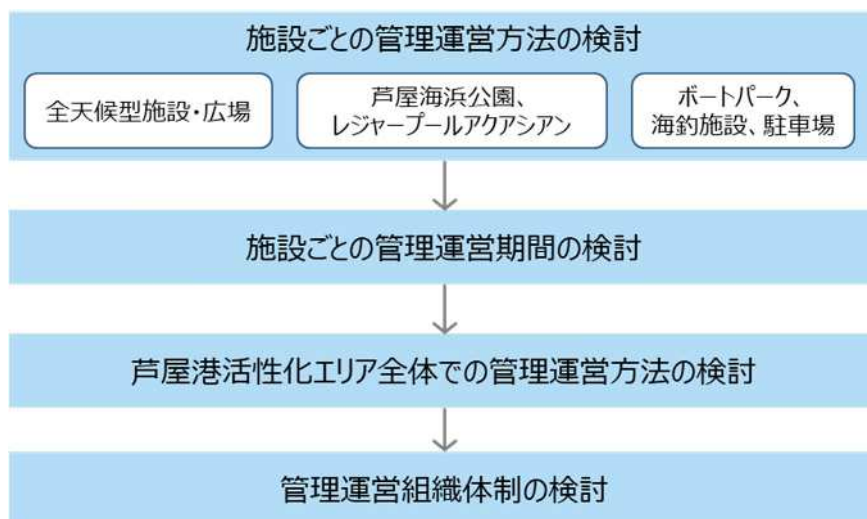 施設ごとの管理運営方法の検討
全天候型施設・広場
芦屋海浜公園、
レジャープールアクアシアン
ボートパーク、
海釣施設、駐車場
施設ごとの管理運営期間の検討
芦屋港活性化エリア全体での管理運営方法の検討
管理運営組織体制の検討